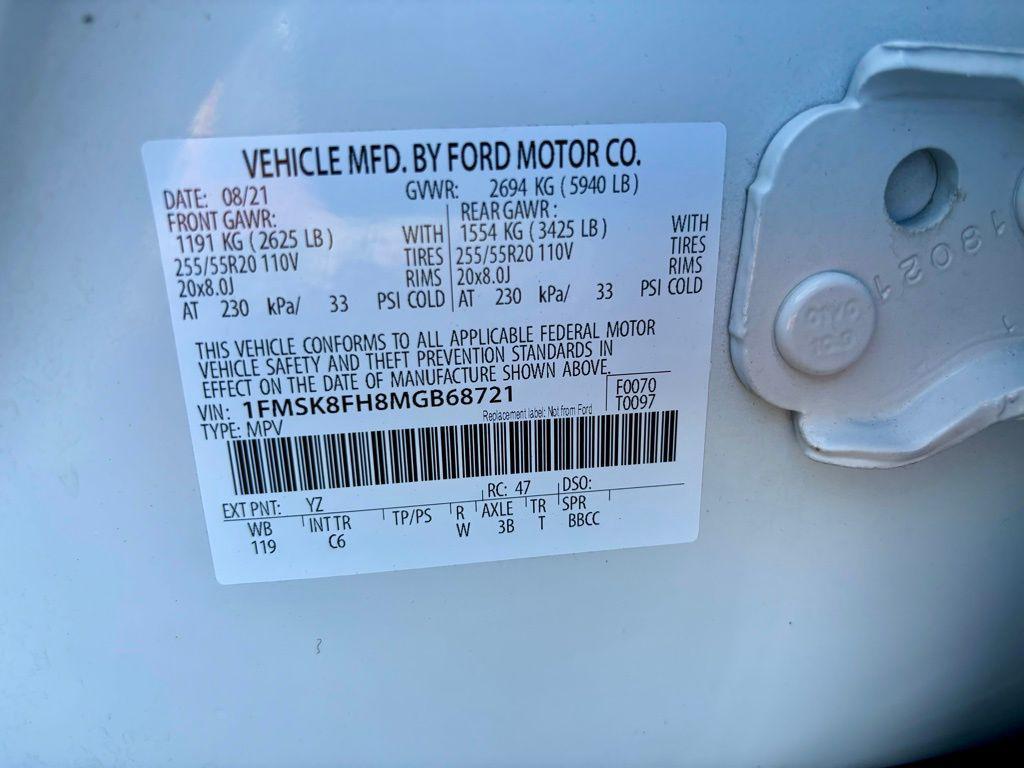 VEHICLE MFD. BY FORD MOTOR CO.
DATE: 08/21 GVWR: 2694 KG ( 5940 LB )
FRONT GAWR: REAR GAWR :
1191 KG ( 2625 LB ) WITH 1554 KG ( 3425 LB ) WITH
255/55R20 110V TIRES 255/55R20 110V TIRES
20x8.0J RIMS 20x8.0J RIMS
AT 230 kPa/ 33 PSI COLD AT 230 kPa/ 33 PSI COLD
THIS VEHICLE CONFORMS TO ALL APPLICABLE FEDERAL MOTOR
VEHICLE SAFETY AND THEFT PREVENTION STANDARDS IN
EFFECT ON THE DATE OF MANUFACTURE SHOWN ABOVE.
VIN: 1FMSK8FH8MGB68721 F0070
Replacement label: Not from Ford T0097
TYPE: MPV
EXT PNT: YZ RC: 47 DSO:
WB INT TR TP/PS R AXLE TR SPR
119 C6 W 3B T BBCC